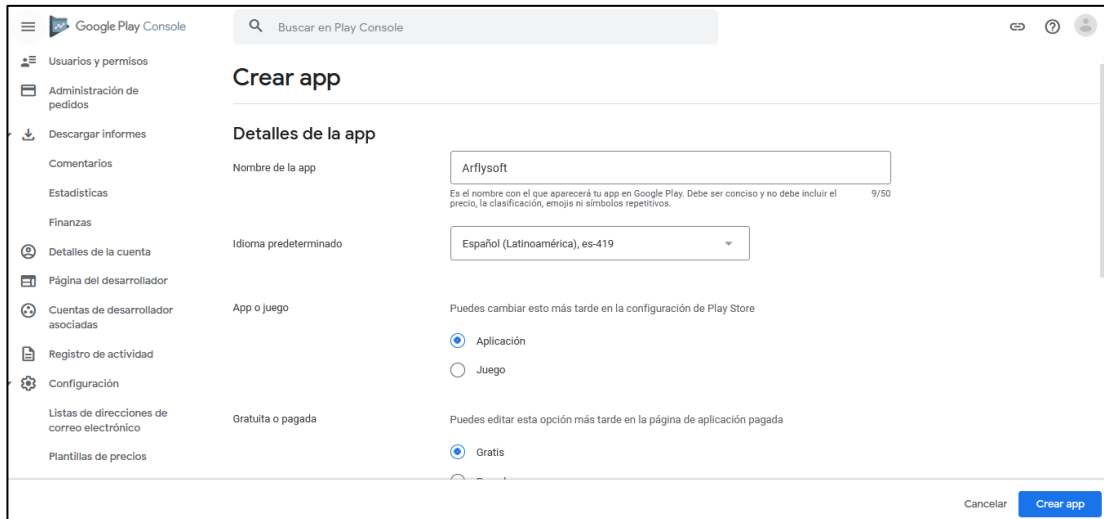 Google Play Console
Buscar en Play Console
Usuarios y permisos
Administración de
pedidos
Descargar informes
Comentarios
Estadísticas
Finanzas
Detalles de la cuenta
Página del desarrollador
Cuentas de desarrollador
asociadas
Registro de actividad
Configuración
Listas de direcciones de
correo electrónico
Plantillas de precios
Crear app
Detalles de la app
Nombre de la app
Arflysoft
Es el nombre con el que aparecerá tu app en Google Play. Debe ser conciso y no debe incluir el
precio, la clasificación, emojis ni símbolos repetitivos.
9/50
Idioma predeterminado
Español (Latinoamérica), es-419
App o juego
Puedes cambiar esto más tarde en la configuración de Play Store
Aplicación
Juego
Gratuita o pagada
Puedes editar esta opción más tarde en la página de aplicación pagada
Gratis
Cancelar
Crear app